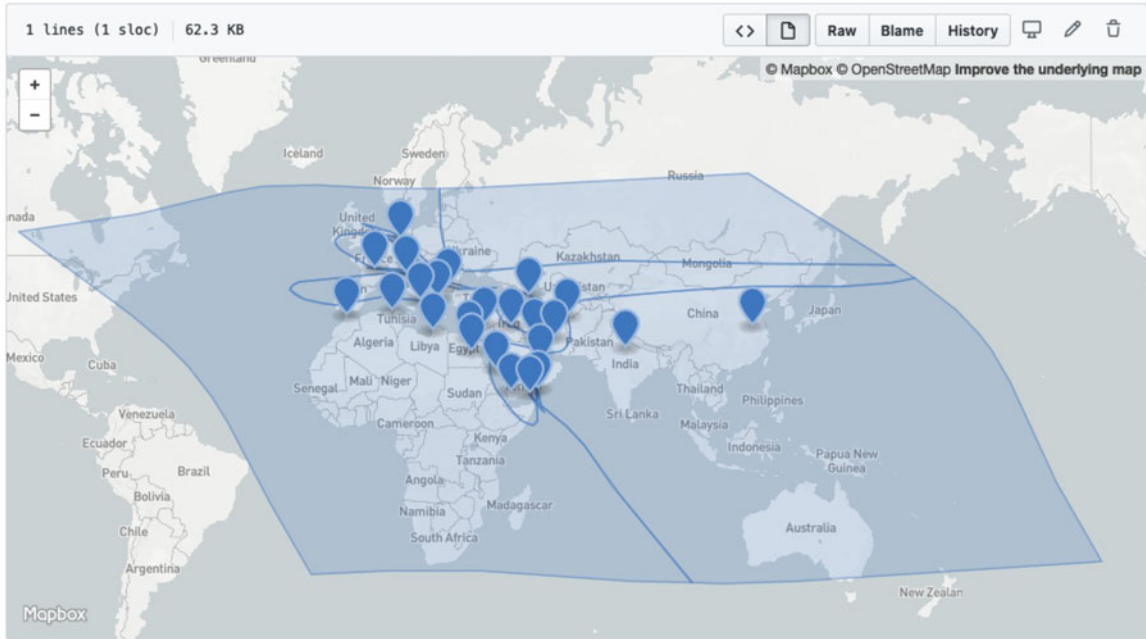 1 lines (1 sloc) 62.3 KB
<> Raw Blame History
+
−
© Mapbox © OpenStreetMap Improve the underlying map
Greenland
Iceland
Sweden
Norway
Russia
United
Ukraine
Kazakhstan
Mongolia
United States
China
Japan
Tunisia
Algeria
Libya
Egypt
Pakistan
India
Mexico
Cuba
Senegal
Mali
Niger
Sudan
Thailand
Philippines
Venezuela
Cameroon
Sri Lanka
Malaysia
Ecuador
Kenya
Indonesia
Papua New
Guinea
Peru
Brazil
Tanzania
Bolivia
Angola
Madagascar
Namibia
Australia
Chile
South Africa
Argentina
New Zealan
Mapbox